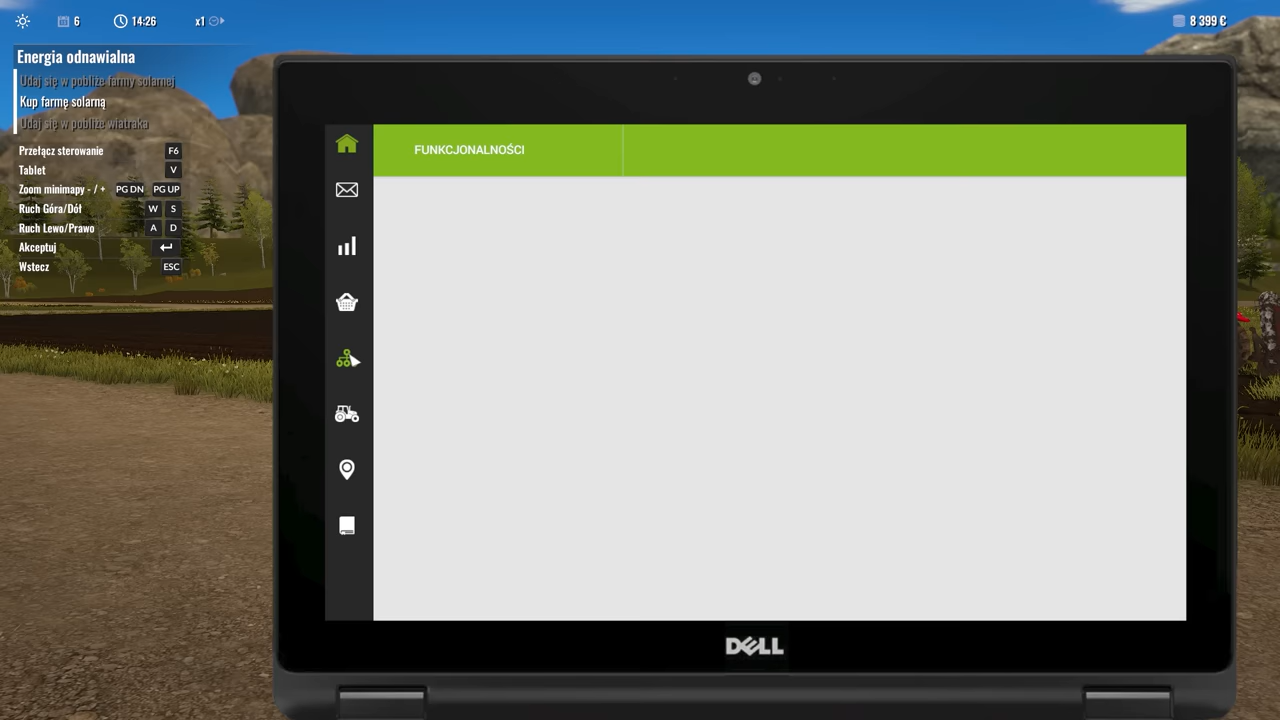 6
14:26
x1
8 399 €
Energia odnawialna
Udaj się w pobliże farmy solarnej
Kup farmę solarną
Udaj się w pobliże wiatraka
Przełącz sterowanie F6
Tablet V
Zoom minimapy - / + PG DN PG UP
Ruch Góra/Dół W S
Ruch Lewo/Prawo A D
Akceptuj
Wstecz ESC
FUNKCJONALNOŚCI
DELL